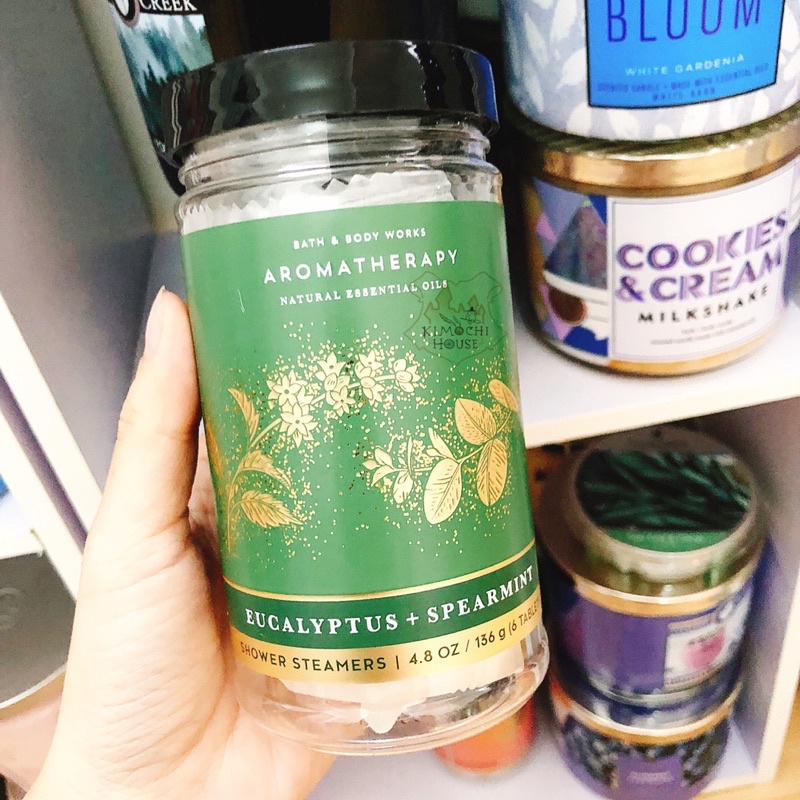 CREEK
BLOOM
WHITE GARDENIA
COOKIES
& CREAM
MILKSHAKE
BATH & BODY WORKS
AROMATHERAPY
NATURAL ESSENTIAL OILS
KIMOCHI
HOUSE
EUCALYPTUS + SPEARMINT
SHOWER STEAMERS | 4.8 OZ / 136 g (6 TABLET